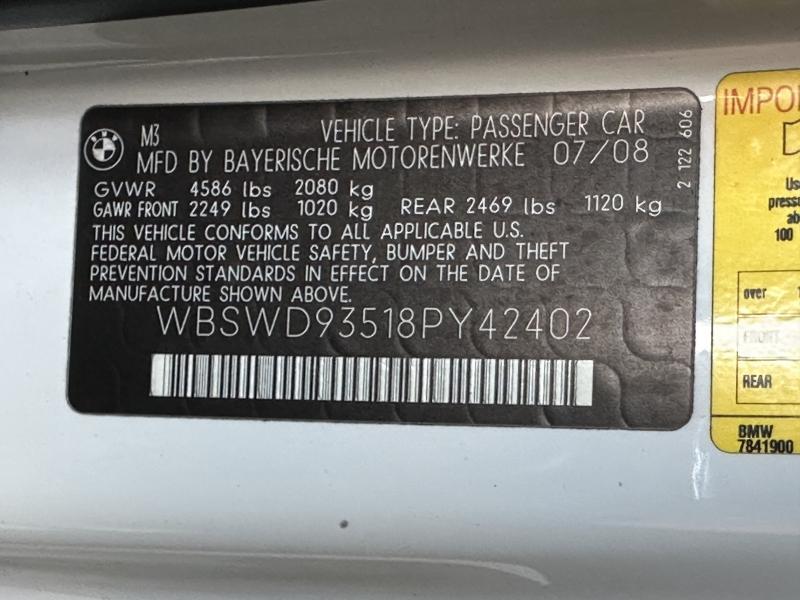 BMW
M3
VEHICLE TYPE: PASSENGER CAR
MFD BY BAYERISCHE MOTORENWERKE 07/08
GVWR 4586 lbs 2080 kg
GAWR FRONT 2249 lbs 1020 kg REAR 2469 lbs 1120 kg
THIS VEHICLE CONFORMS TO ALL APPLICABLE U.S.
FEDERAL MOTOR VEHICLE SAFETY, BUMPER AND THEFT
PREVENTION STANDARDS IN EFFECT ON THE DATE OF
MANUFACTURE SHOWN ABOVE.
WBSWD93518PY42402
2 122 606
100
over
FRONT
REAR
BMW
7841900